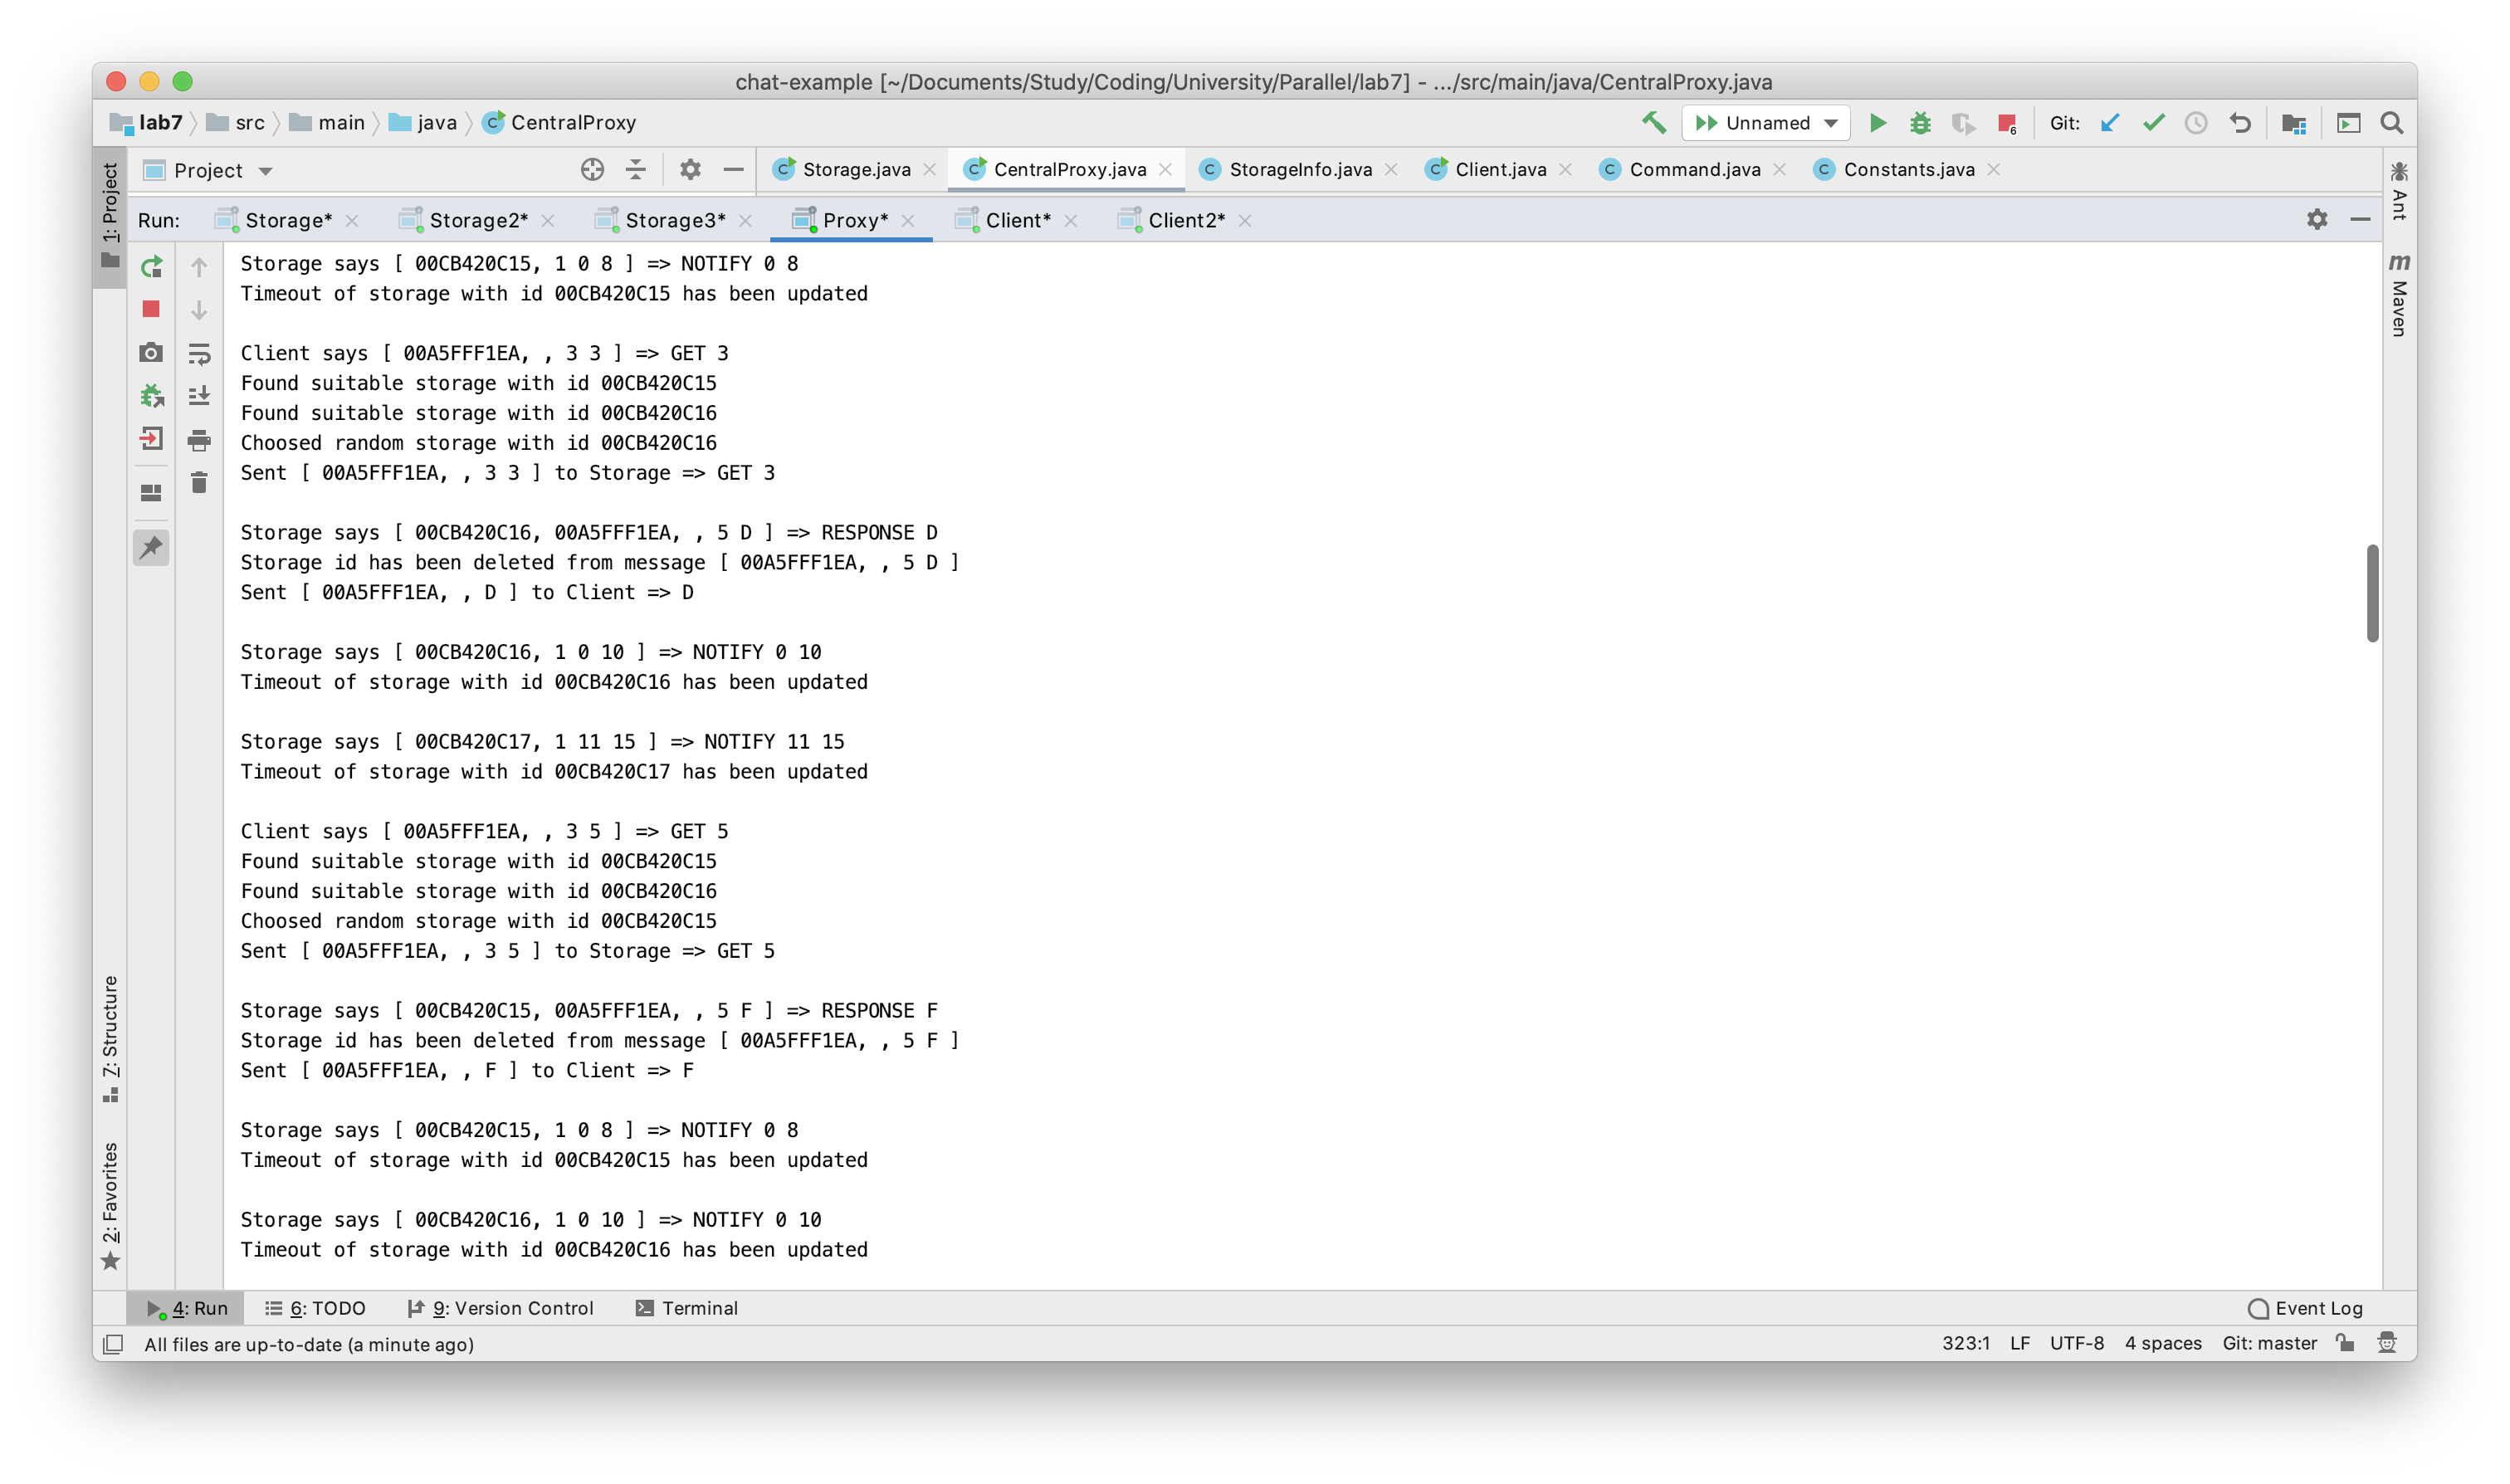 chat-example [~/Documents/Study/Coding/University/Parallel/lab7] - .../src/main/java/CentralProxy.java
lab7 src main java CentralProxy
Unnamed
6
Git:
1: Project
Project
Storage.java
CentralProxy.java
StorageInfo.java
Client.java
Command.java
Constants.java
Ant
Maven
Run:
Storage*
Storage2*
Storage3*
Proxy*
Client*
Client2*
Storage says [ 00CB420C15, 1 0 8 ] => NOTIFY 0 8
Timeout of storage with id 00CB420C15 has been updated
Client says [ 00A5FFF1EA, , 3 3 ] => GET 3
Found suitable storage with id 00CB420C15
Found suitable storage with id 00CB420C16
Choosed random storage with id 00CB420C16
Sent [ 00A5FFF1EA, , 3 3 ] to Storage => GET 3
Storage says [ 00CB420C16, 00A5FFF1EA, , 5 D ] => RESPONSE D
Storage id has been deleted from message [ 00A5FFF1EA, , 5 D ]
Sent [ 00A5FFF1EA, , D ] to Client => D
Storage says [ 00CB420C16, 1 0 10 ] => NOTIFY 0 10
Timeout of storage with id 00CB420C16 has been updated
Storage says [ 00CB420C17, 1 11 15 ] => NOTIFY 11 15
Timeout of storage with id 00CB420C17 has been updated
Client says [ 00A5FFF1EA, , 3 5 ] => GET 5
Found suitable storage with id 00CB420C15
Found suitable storage with id 00CB420C16
Choosed random storage with id 00CB420C15
Sent [ 00A5FFF1EA, , 3 5 ] to Storage => GET 5
Storage says [ 00CB420C15, 00A5FFF1EA, , 5 F ] => RESPONSE F
Storage id has been deleted from message [ 00A5FFF1EA, , 5 F ]
Sent [ 00A5FFF1EA, , F ] to Client => F
Storage says [ 00CB420C15, 1 0 8 ] => NOTIFY 0 8
Timeout of storage with id 00CB420C15 has been updated
Storage says [ 00CB420C16, 1 0 10 ] => NOTIFY 0 10
Timeout of storage with id 00CB420C16 has been updated
7: Structure
2: Favorites
4: Run
6: TODO
9: Version Control
Terminal
Event Log
All files are up-to-date (a minute ago)
323:1 LF UTF-8 4 spaces Git: master